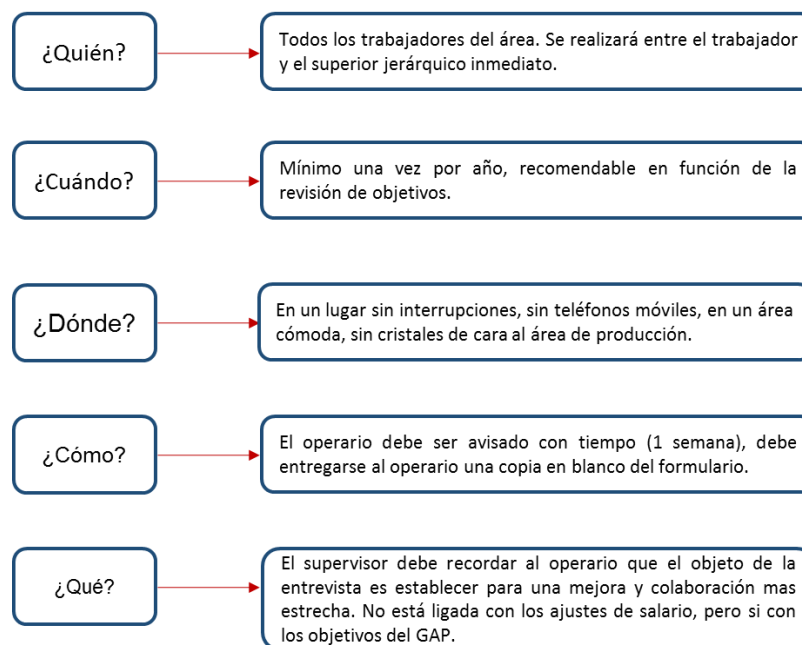 ¿Quién?
Todos los trabajadores del área. Se realizará entre el trabajador
y el superior jerárquico inmediato.
¿Cuándo?
Mínimo una vez por año, recomendable en función de la
revisión de objetivos.
¿Dónde?
En un lugar sin interrupciones, sin teléfonos móviles, en un área
cómoda, sin cristales de cara al área de producción.
¿Cómo?
El operario debe ser avisado con tiempo (1 semana), debe
entregarse al operario una copia en blanco del formulario.
¿Qué?
El supervisor debe recordar al operario que el objeto de la
entrevista es establecer para una mejora y colaboración mas
estrecha. No está ligada con los ajustes de salario, pero si con
los objetivos del GAP.